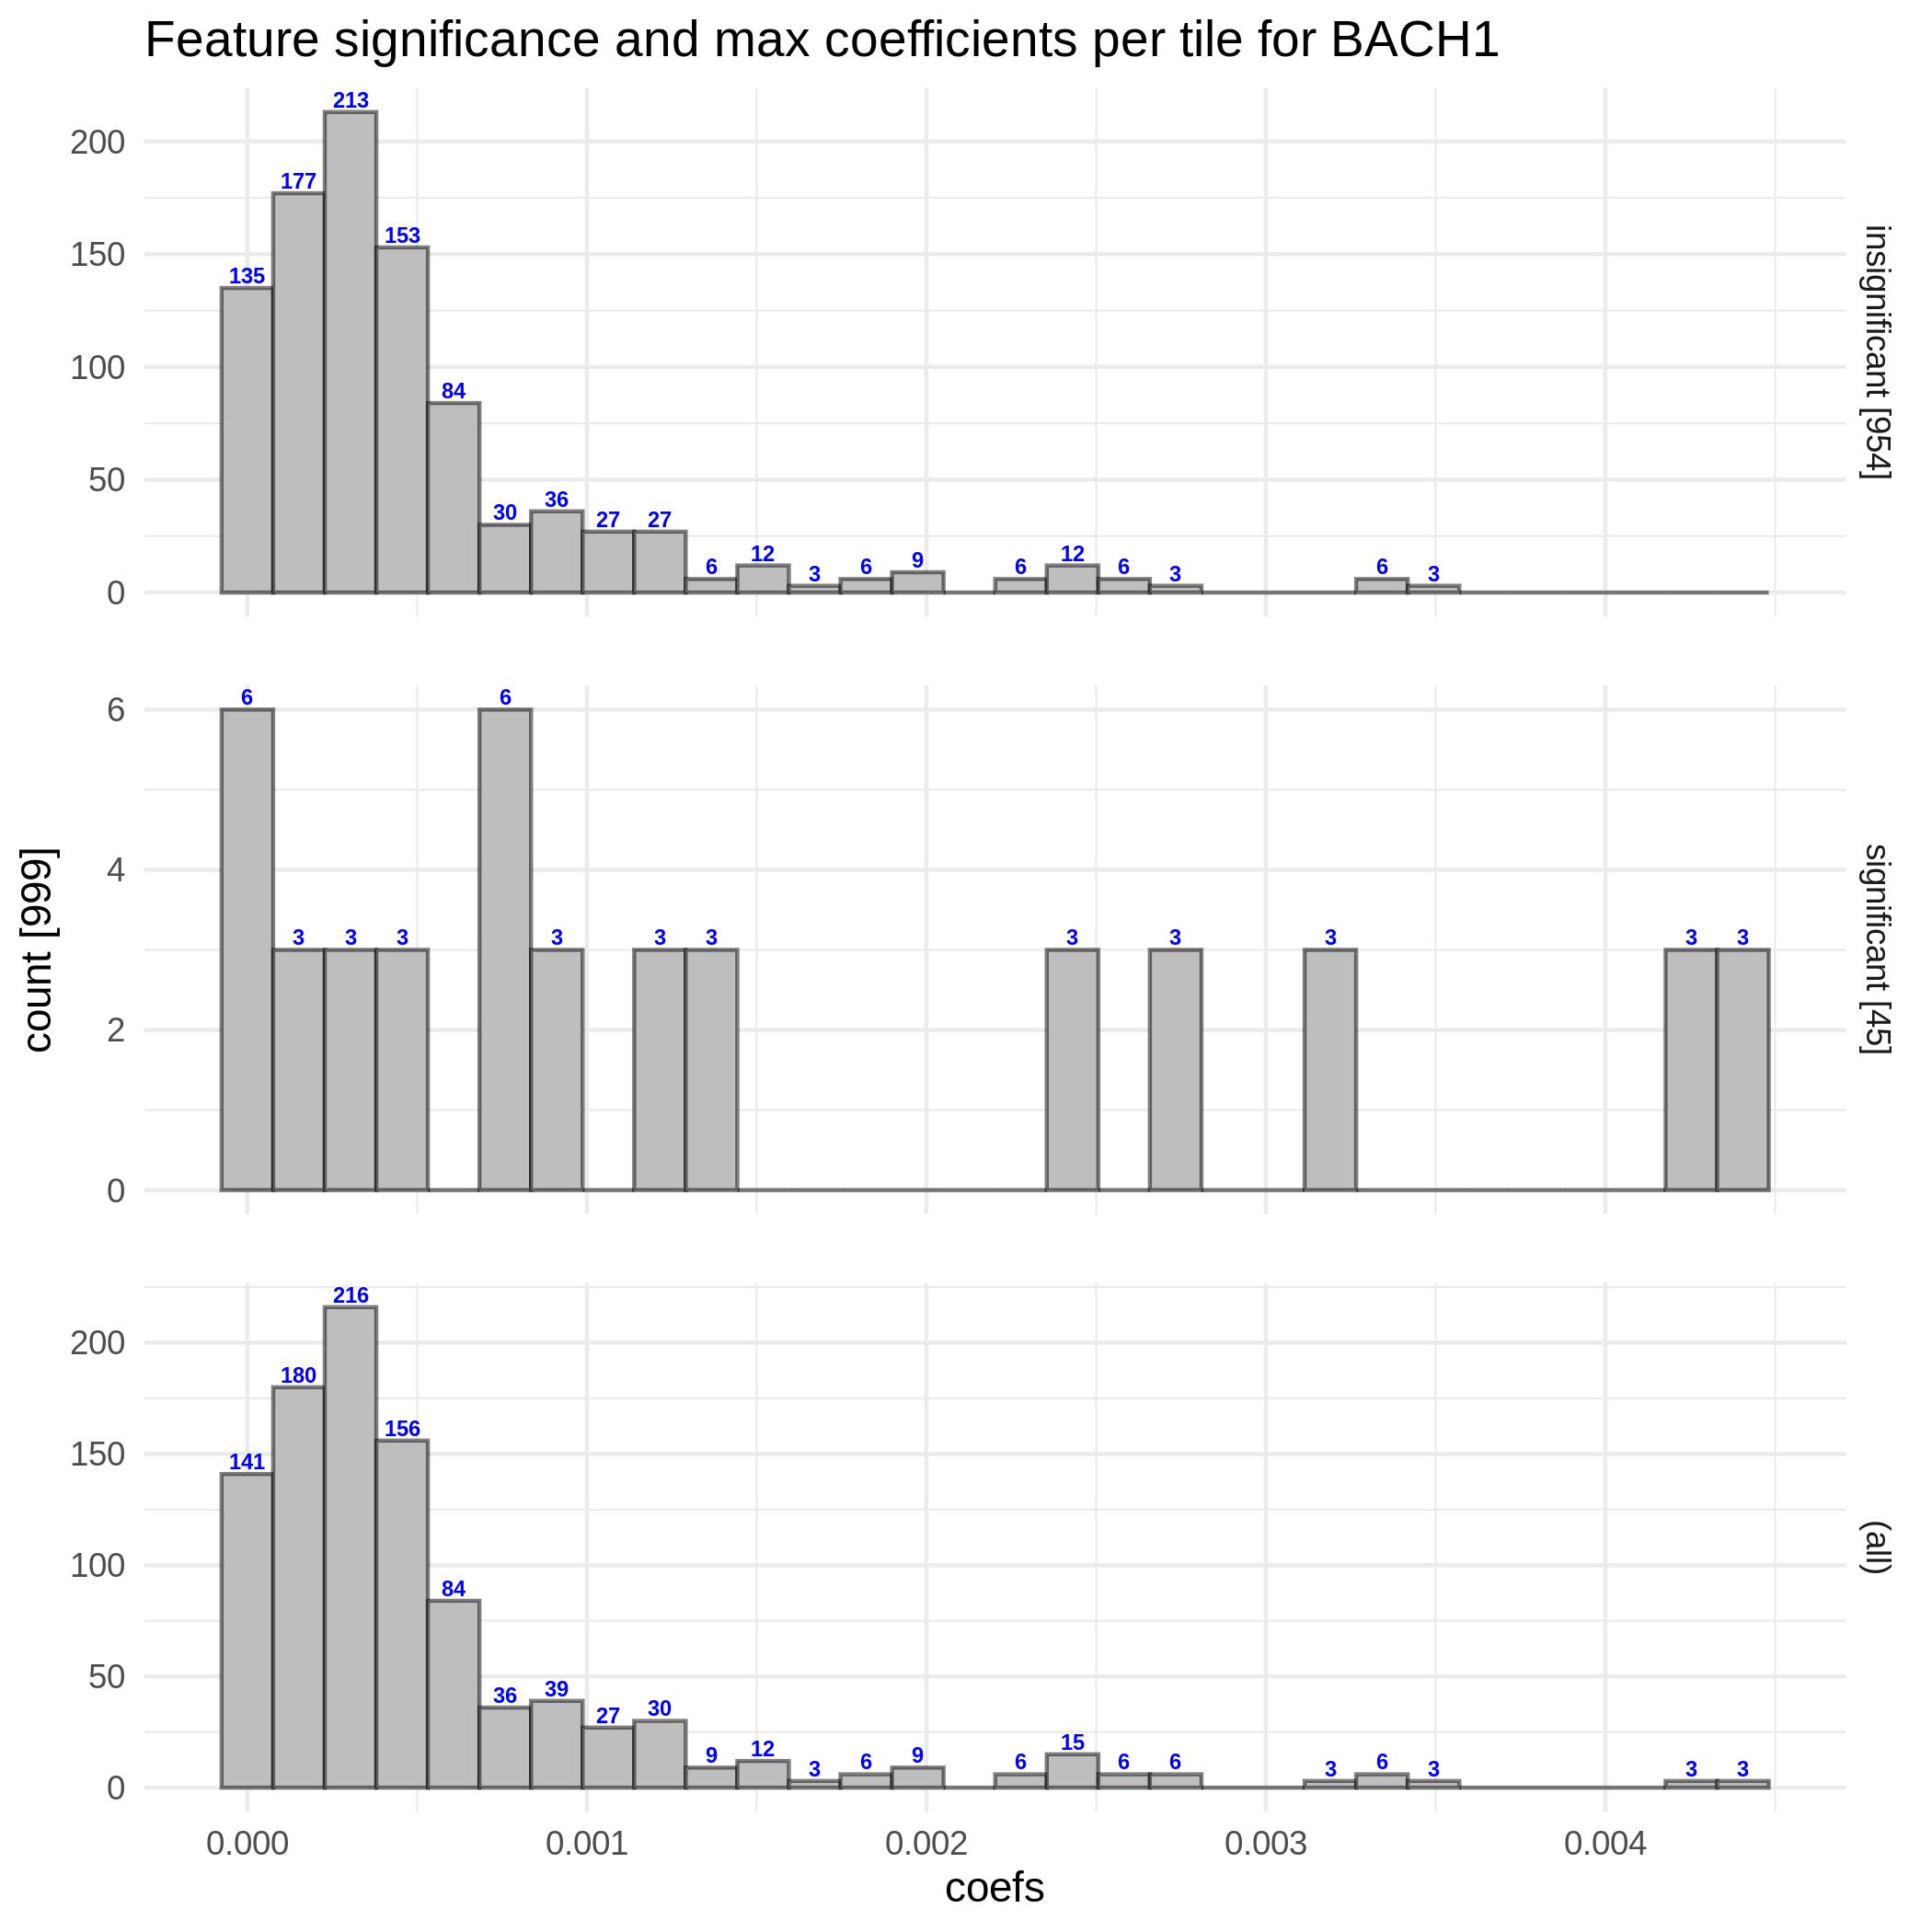 Feature significance and max coefficients per tile for BACH1
count [999]
200
150
100
50
0
135 177 213 153 84 30 36 27 27 6 12 3 6 9 6 12 6 3 6 3
insignificant [954]
6
4
2
0
6 3 3 3 6 3 3 3 3 3 3 3 3
significant [45]
200
150
100
50
0
141 180 216 156 84 36 39 27 30 9 12 3 6 9 6 15 6 6 3 6 3 3 3
(all)
0.000 0.001 0.002 0.003 0.004
coefs